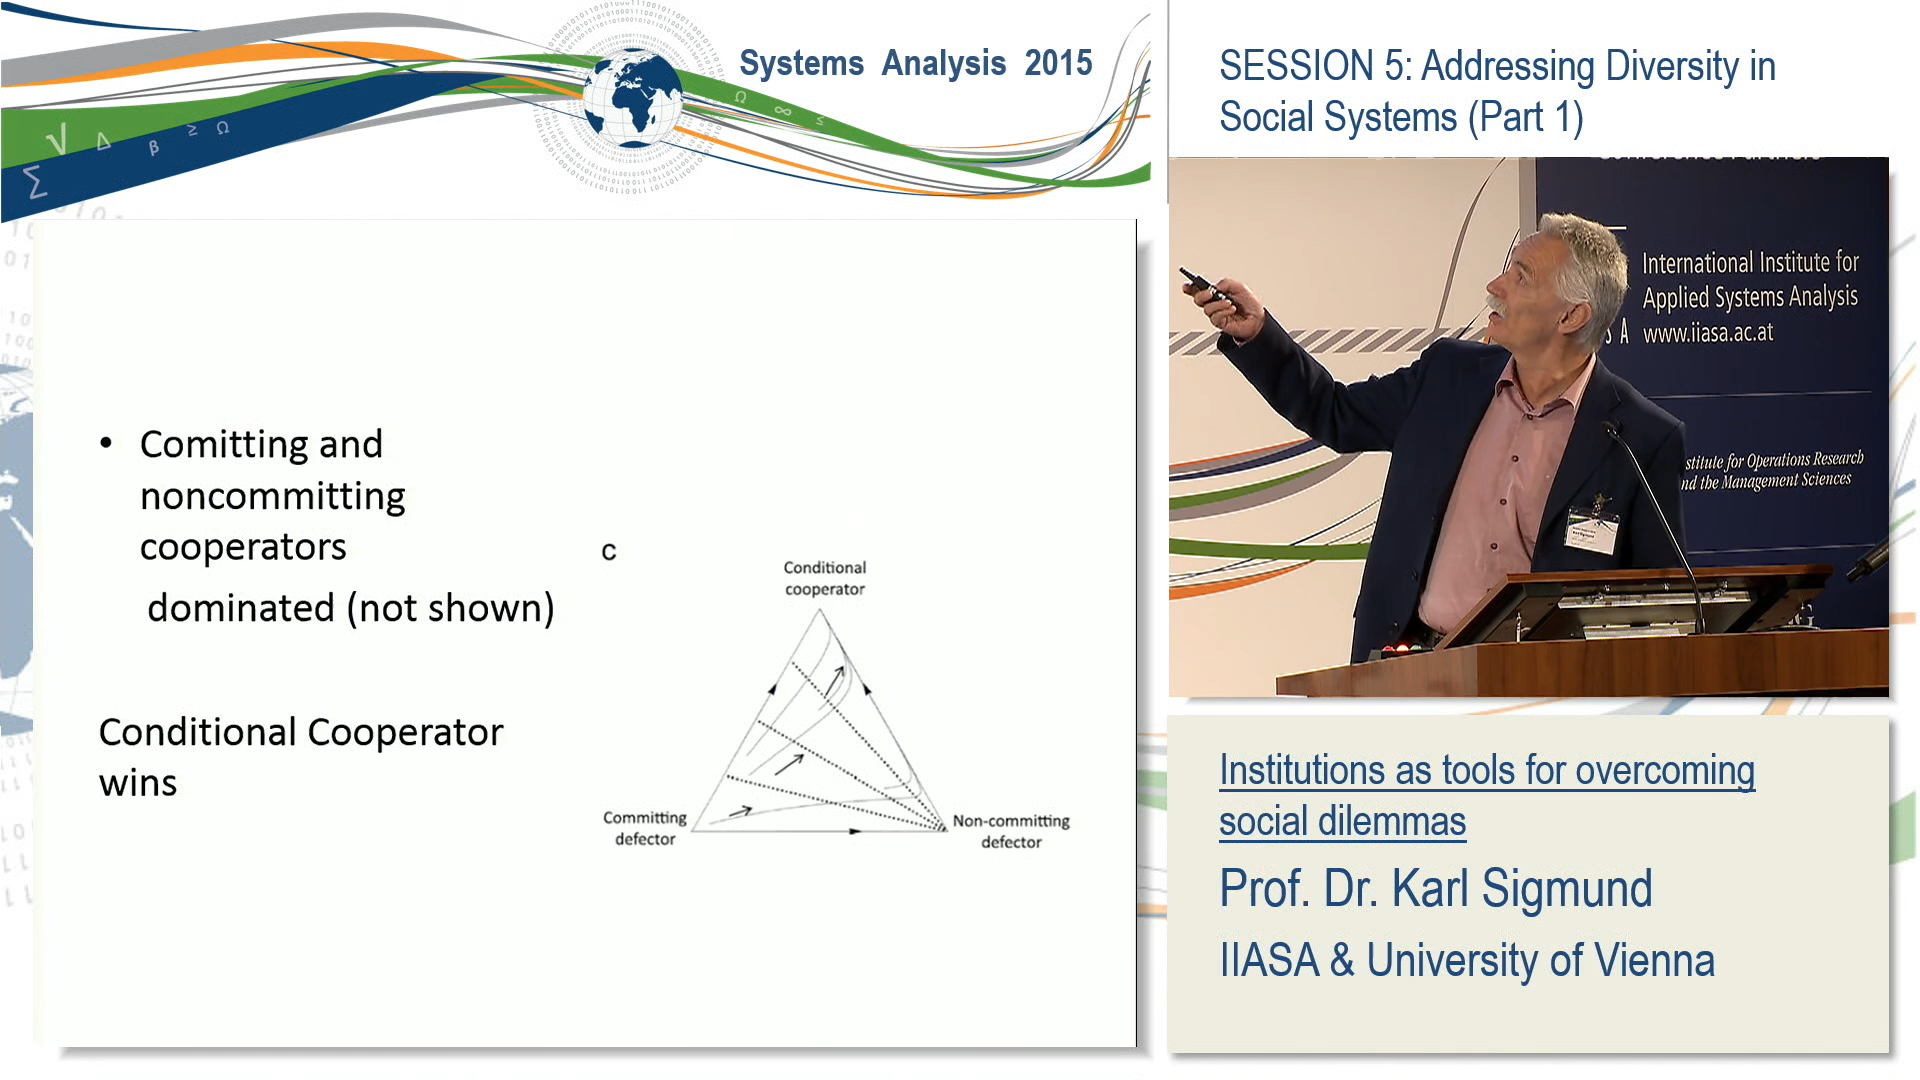 Systems Analysis 2015
SESSION 5: Addressing Diversity in
Social Systems (Part 1)
• Comitting and
noncommitting
cooperators
dominated (not shown)
Conditional Cooperator
wins
c
Conditional
cooperator
Committing
defector
Non-committing
defector
International Institute for
Applied Systems Analysis
S A www.iiasa.ac.at
stitute for Operations Research
nd the Management Sciences
Institutions as tools for overcoming
social dilemmas
Prof. Dr. Karl Sigmund
IIASA & University of Vienna